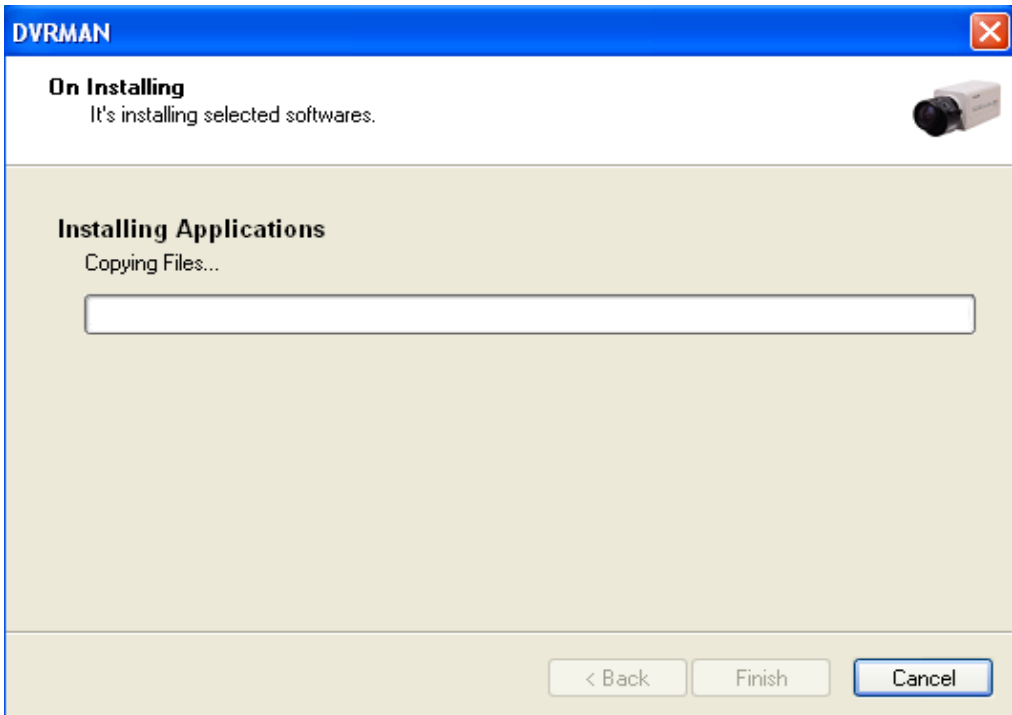 DVRMAN
On Installing
It's installing selected softwares.
Installing Applications
Copying Files...
< Back
Finish
Cancel